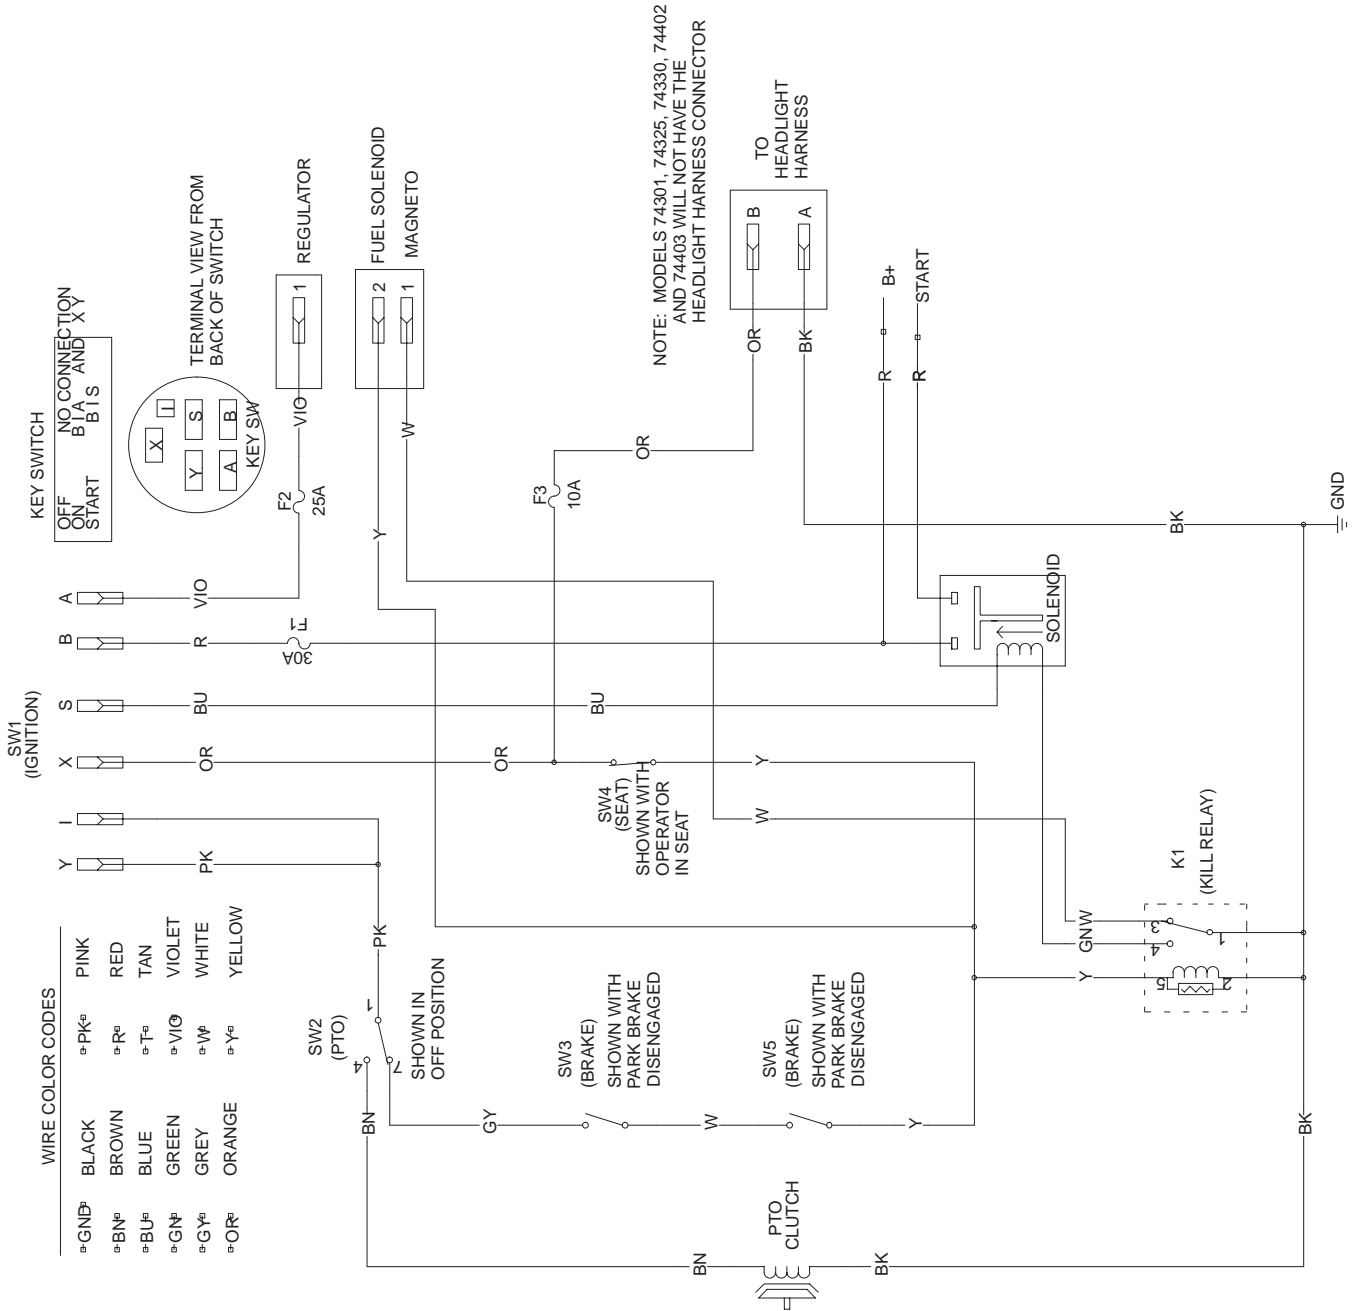 KEY SWITCH
OFF NO CONNECTION
ON B I A AND X Y
START B I S
TERMINAL VIEW FROM
BACK OF SWITCH
X
I
Y
S
A
B
KEY SW
REGULATOR
1
FUEL SOLENOID
MAGNETO
2
1
VIO
W
Y
F2
25A
NOTE: MODELS 74301, 74325, 74330, 74402
AND 74403 WILL NOT HAVE THE
HEADLIGHT HARNESS CONNECTOR
TO
HEADLIGHT
HARNESS
B
A
OR
BK
OR
F3
10A
B+
START
R
R
BK
GND
SOLENOID
SW1
(IGNITION)
A
B
S
X
I
Y
VIO
R
BU
OR
PK
F1
30A
BU
OR
SW4
(SEAT)
SHOWN WITH
OPERATOR
IN SEAT
Y
W
K1
(KILL RELAY)
W
GN
Y
3
4
1
5
2
WIRE COLOR CODES
GND BLACK PK PINK
BN BROWN R RED
BU BLUE T TAN
GN GREEN VIO VIOLET
GY GREY W WHITE
OR ORANGE Y YELLOW
PK
SW2
(PTO)
1
4
7
SHOWN IN
OFF POSITION
BN
GY
SW3
(BRAKE)
SHOWN WITH
PARK BRAKE
DISENGAGED
W
SW5
(BRAKE)
SHOWN WITH
PARK BRAKE
DISENGAGED
Y
BN
PTO
CLUTCH
BK
BK